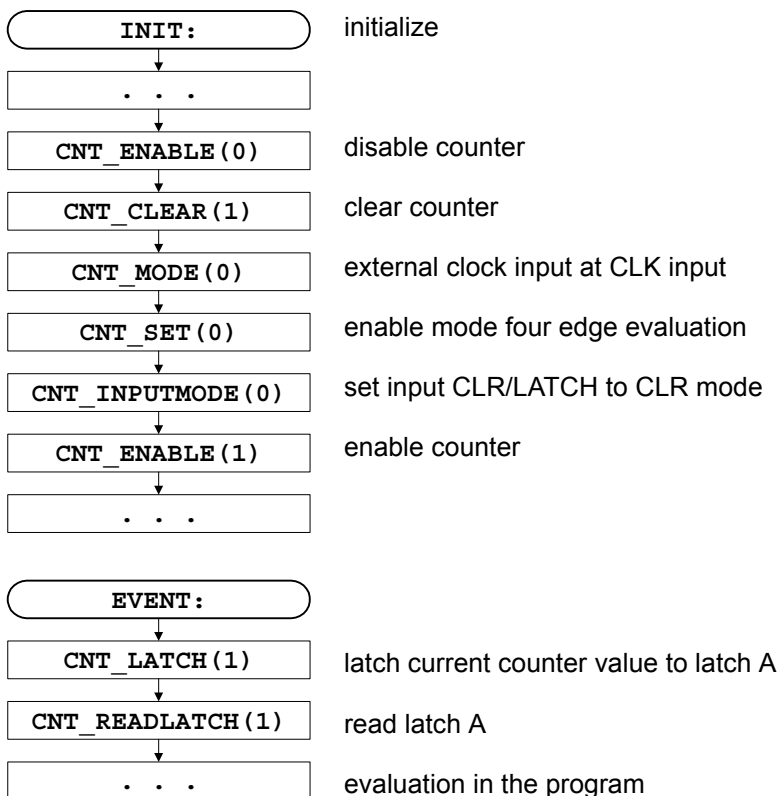 INIT: initialize
. . .
CNT_ENABLE(0) disable counter
CNT_CLEAR(1) clear counter
CNT_MODE(0) external clock input at CLK input
CNT_SET(0) enable mode four edge evaluation
CNT_INPUTMODE(0) set input CLR/LATCH to CLR mode
CNT_ENABLE(1) enable counter
. . .
EVENT:
CNT_LATCH(1) latch current counter value to latch A
CNT_READLATCH(1) read latch A
. . . evaluation in the program